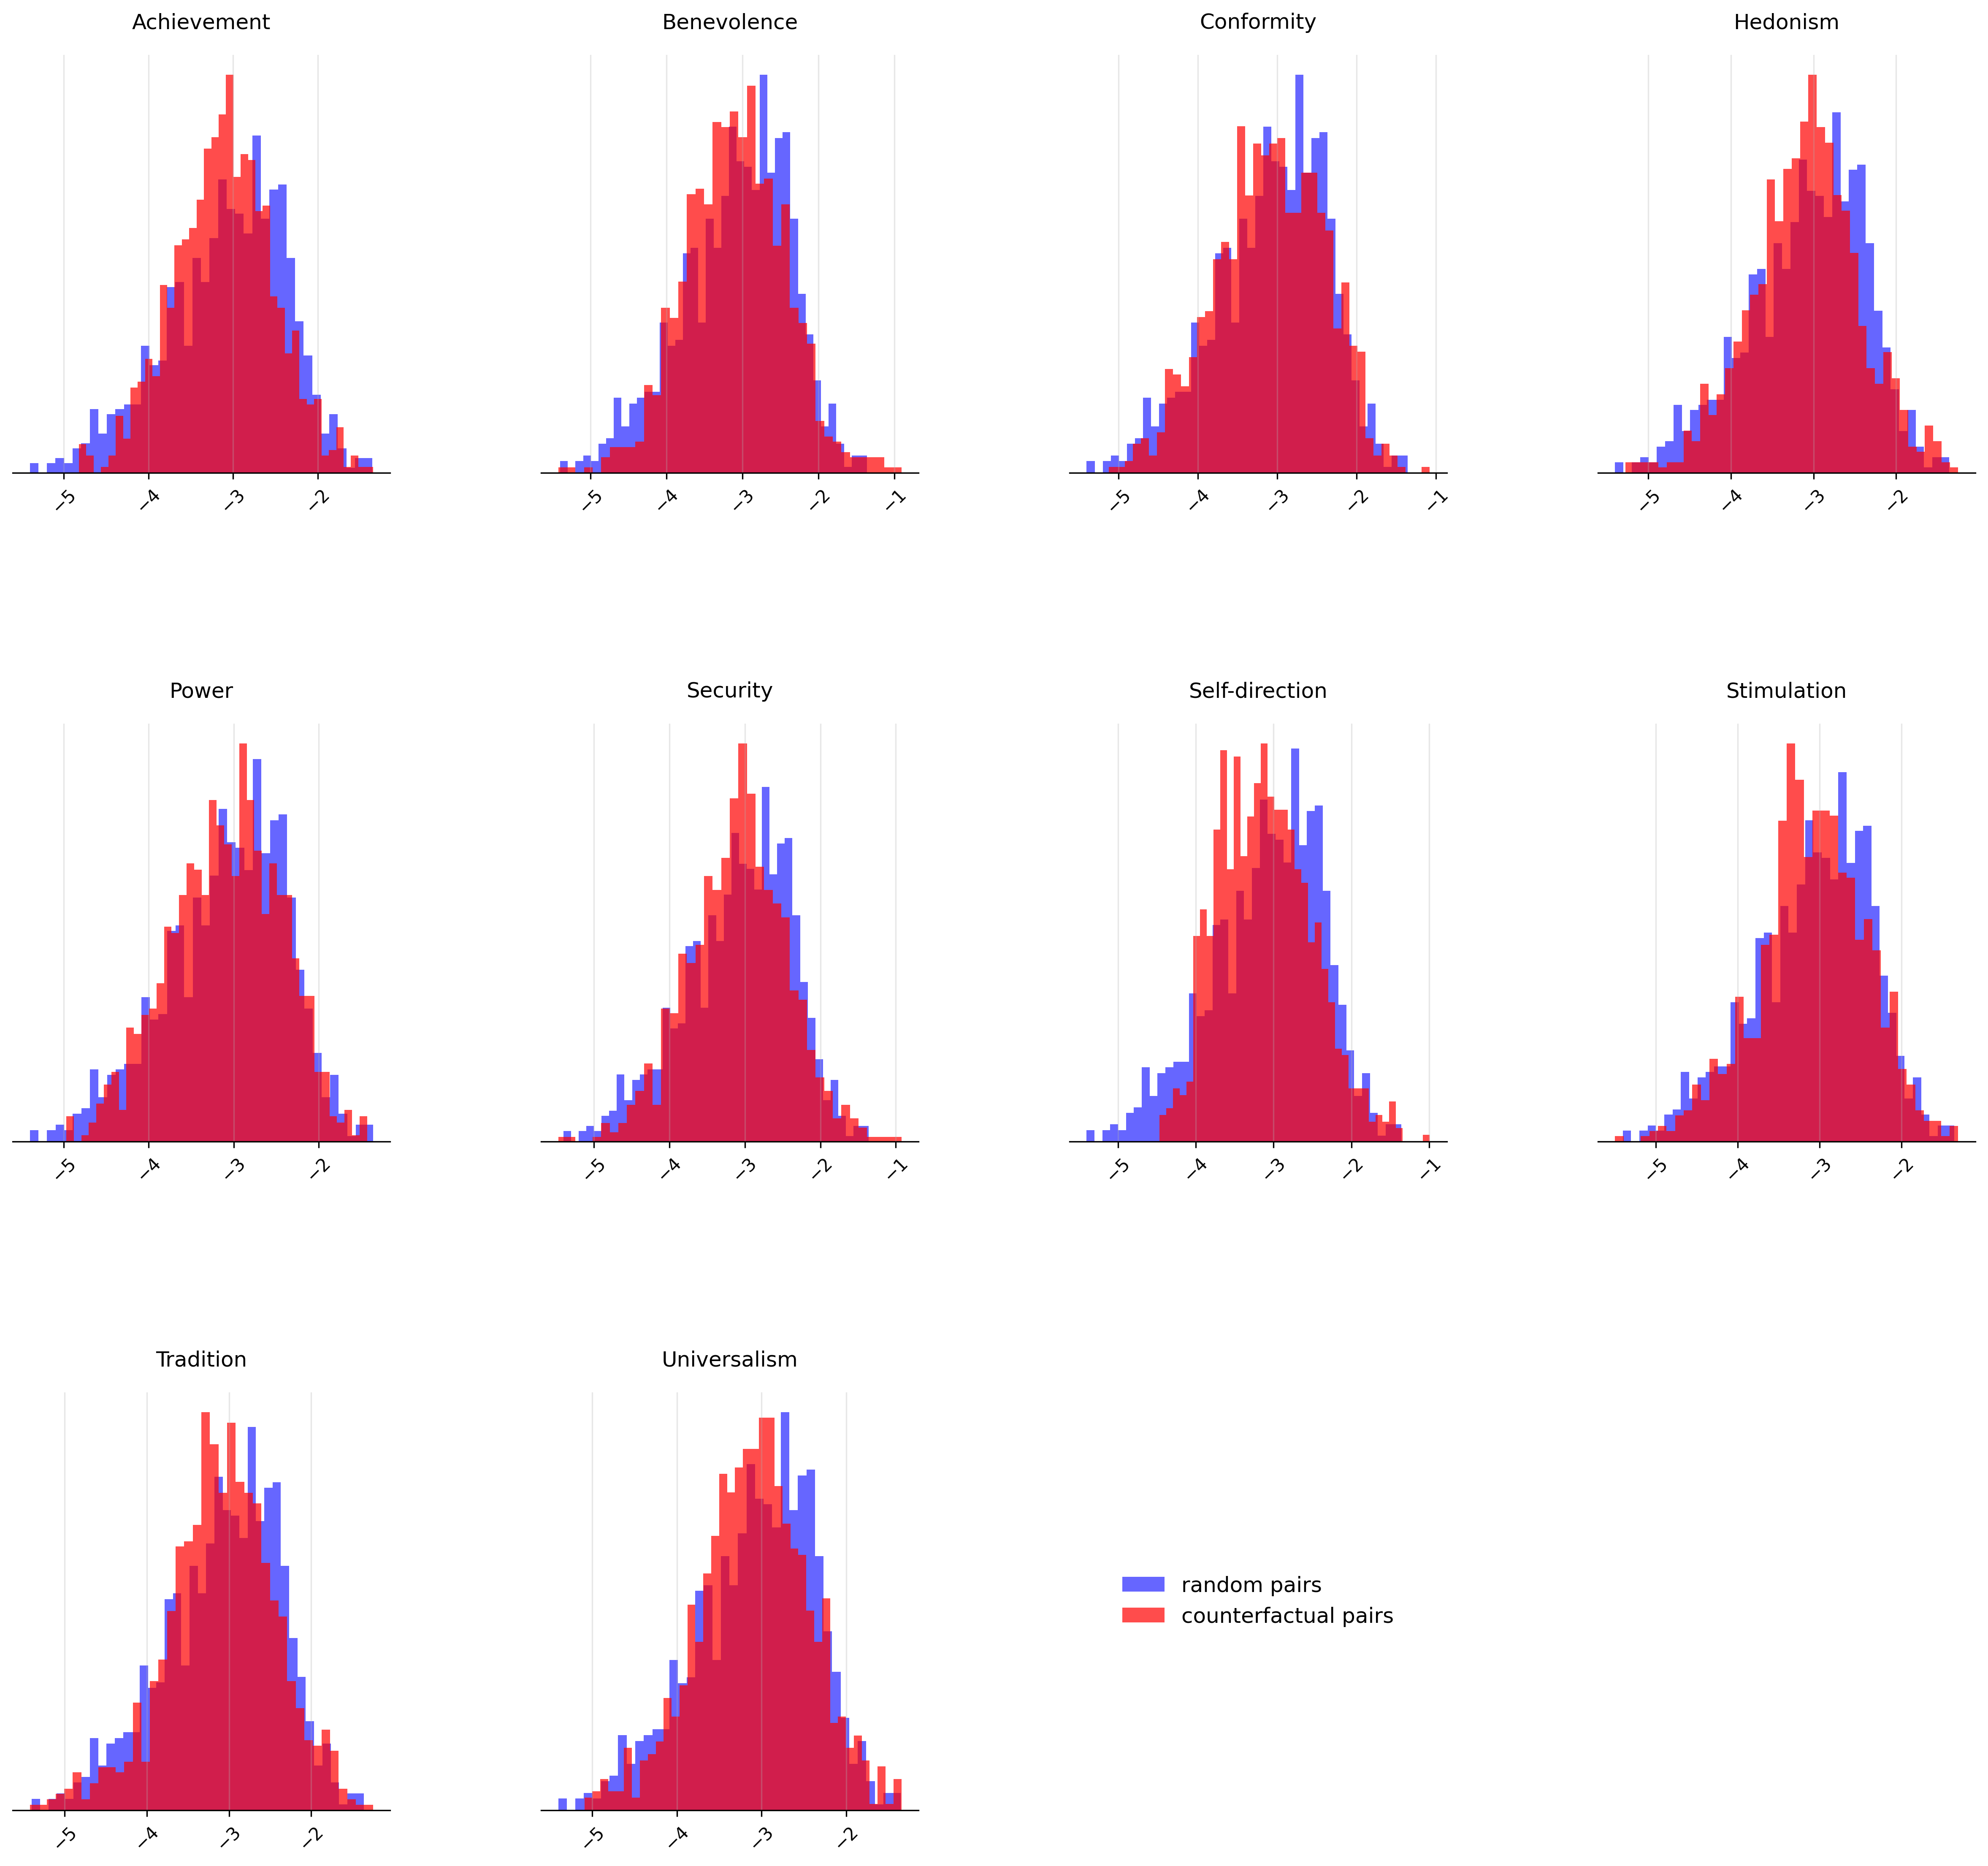 Achievement
Benevolence
Conformity
Hedonism
−5 −4 −3 −2
−5 −4 −3 −2 −1
−5 −4 −3 −2 −1
−5 −4 −3 −2
Power
Security
Self-direction
Stimulation
−5 −4 −3 −2
−5 −4 −3 −2 −1
−5 −4 −3 −2 −1
−5 −4 −3 −2
Tradition
Universalism
random pairs
counterfactual pairs
−5 −4 −3 −2
−5 −4 −3 −2